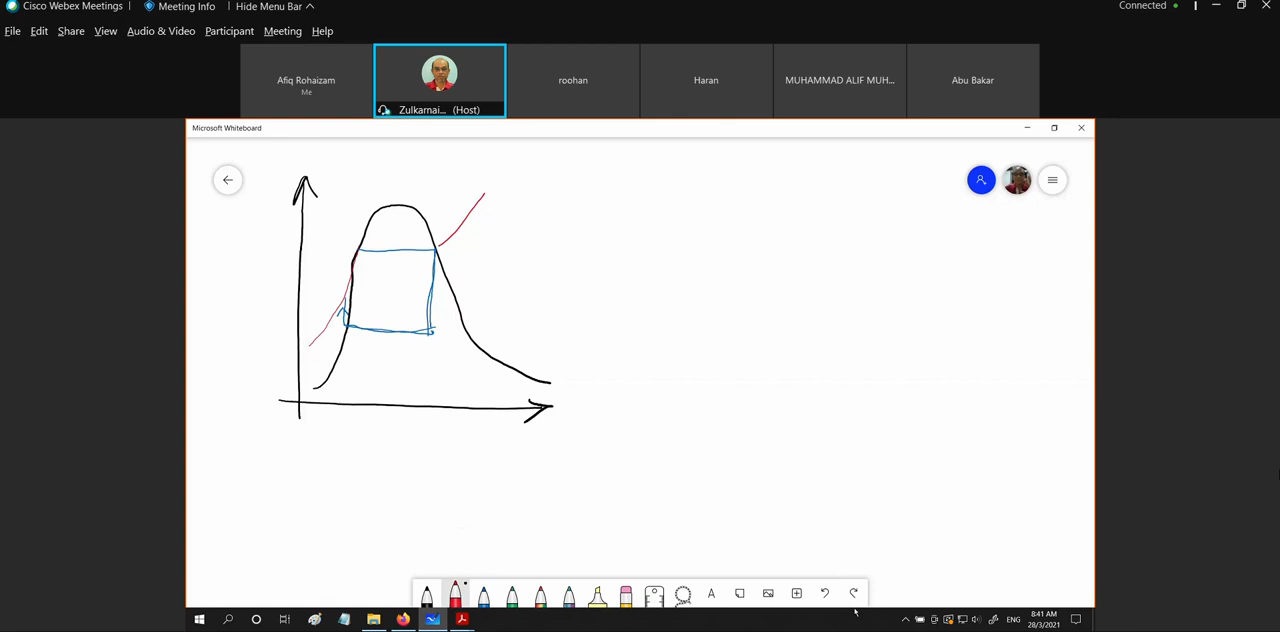 Cisco Webex Meetings | Meeting Info | Hide Menu Bar
Connected
File Edit Share View Audio & Video Participant Meeting Help
Afiq Rohaizam
Me
Zulkarnai... (Host)
roohan
Haran
MUHAMMAD ALIF MUH...
Abu Bakar
Microsoft Whiteboard
A
ENG
8:41 AM
28/3/2021